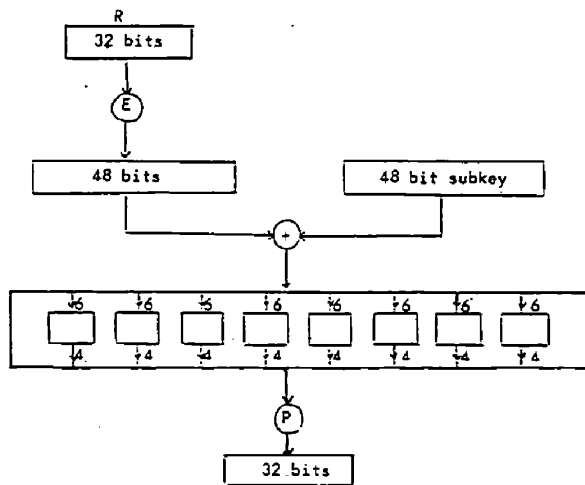 R
32 bits
E
48 bits
48 bit subkey
+
6 6 6 6 6 6 6 6
4 4 4 4 4 4 4 4
P
32 bits